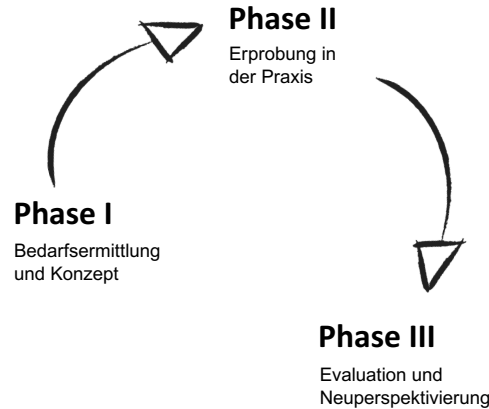 Phase II
Erprobung in
der Praxis
Phase I
Bedarfsermittlung
und Konzept
Phase III
Evaluation und
Neuperspektivierung